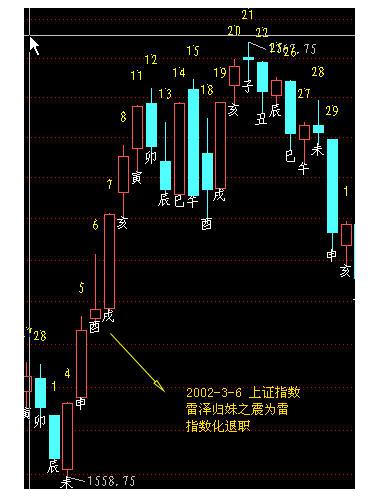 21
20
22
1762.75
15
12
11
14
19
26
27
28
13
18
8
29
子
丑
辰
亥
卯
巳
未
午
寅
辰
巳
午
戌
7
酉
1
亥
6
申
亥
5
酉
戌
28
4
1
寅
卯
申
2002-3-6 上证指数
雷泽归妹之震为雷
指数化退职
辰
未
1558.75